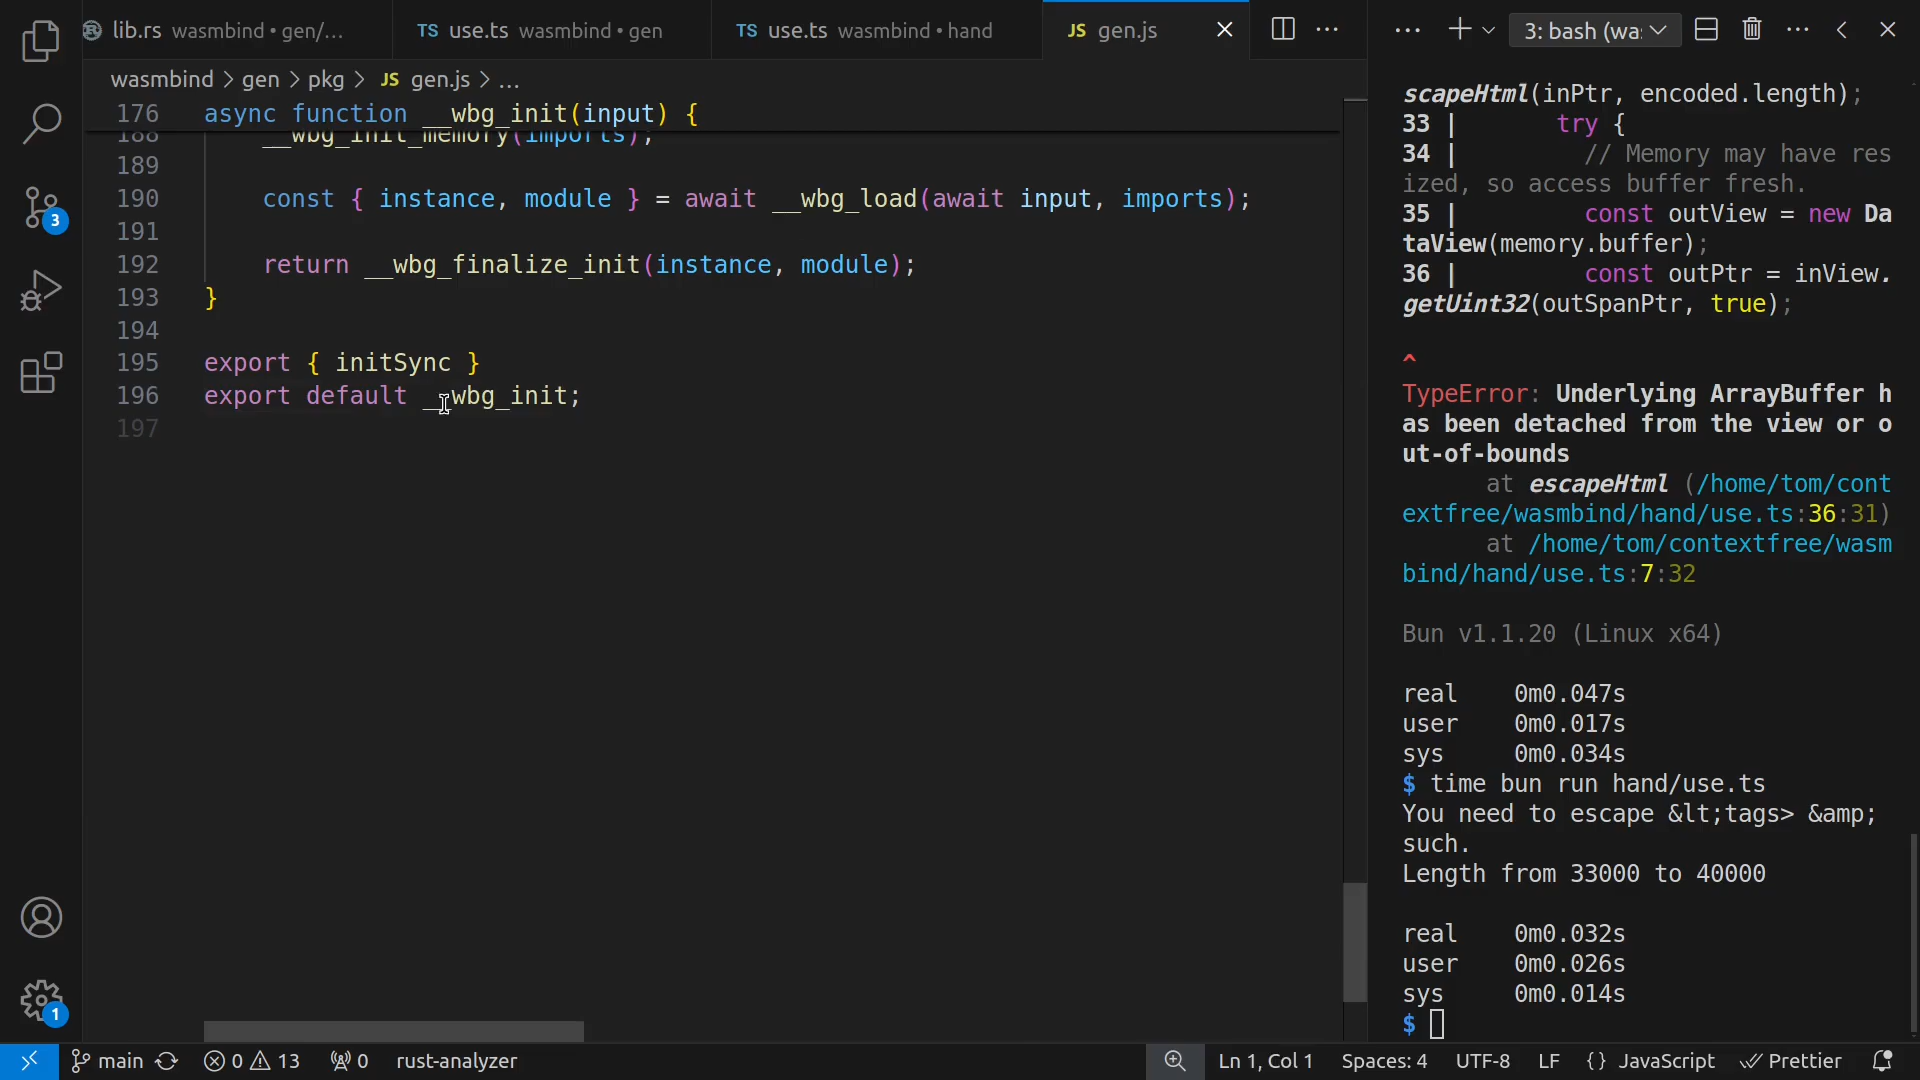 lib.rs wasmbind • gen/...
TS use.ts wasmbind • gen
TS use.ts wasmbind • hand
JS gen.js
3: bash (wa:
wasmbind > gen > pkg > JS gen.js > ...
176 async function __wbg_init(input) {
188 __wbg_init_memory(imports);
189
190 const { instance, module } = await __wbg_load(await input, imports);
191
192 return __wbg_finalize_init(instance, module);
193 }
194
195 export { initSync }
196 export default __wbg_init;
197
scapeHtml(inPtr, encoded.length);
33 | try {
34 | // Memory may have res
ized, so access buffer fresh.
35 | const outView = new Da
taView(memory.buffer);
36 | const outPtr = inView.
getUint32(outSpanPtr, true);
^
TypeError: Underlying ArrayBuffer h
as been detached from the view or o
ut-of-bounds
at escapeHtml (/home/tom/cont
extfree/wasmbind/hand/use.ts:36:31)
at /home/tom/contextfree/wasm
bind/hand/use.ts:7:32
Bun v1.1.20 (Linux x64)
real 0m0.047s
user 0m0.017s
sys 0m0.034s
$ time bun run hand/use.ts
You need to escape &lt;tags> &amp;
such.
Length from 33000 to 40000
real 0m0.032s
user 0m0.026s
sys 0m0.014s
$
3
1
main
0 13
0
rust-analyzer
Ln 1, Col 1
Spaces: 4
UTF-8
LF
{ } JavaScript
Prettier